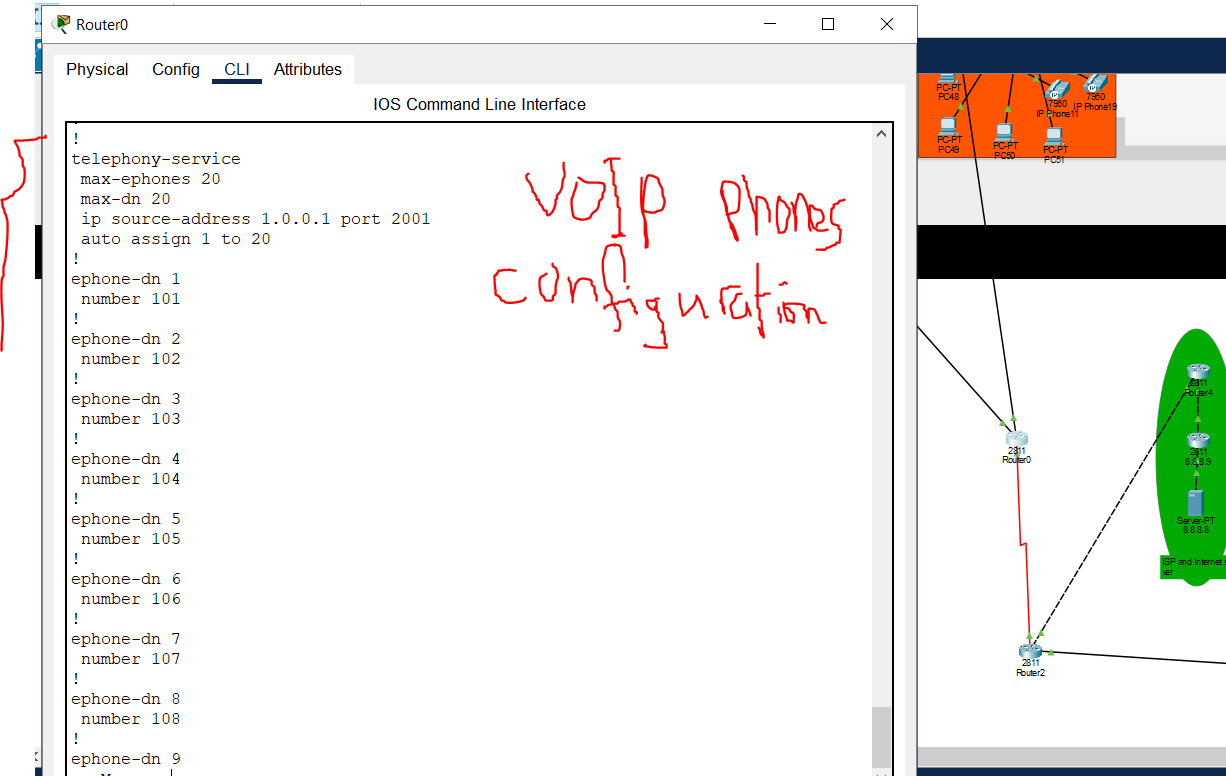 Router0
Physical Config CLI Attributes
IOS Command Line Interface
!
telephony-service
max-ephones 20
max-dn 20
ip source-address 1.0.0.1 port 2001
auto assign 1 to 20
!
ephone-dn 1
number 101
!
ephone-dn 2
number 102
!
ephone-dn 3
number 103
!
ephone-dn 4
number 104
!
ephone-dn 5
number 105
!
ephone-dn 6
number 106
!
ephone-dn 7
number 107
!
ephone-dn 8
number 108
!
ephone-dn 9
VOIP Phones
configuration
PC-PT
PC48
7960
IP Phone11
7960
IP Phone19
PC-PT
PC49
PC-PT
PC50
PC-PT
PC51
2811
Router4
2811
8.8.8.9
Server-PT
8.8.8.8
ISP and Internet
ver
2811
Router0
2811
Router2